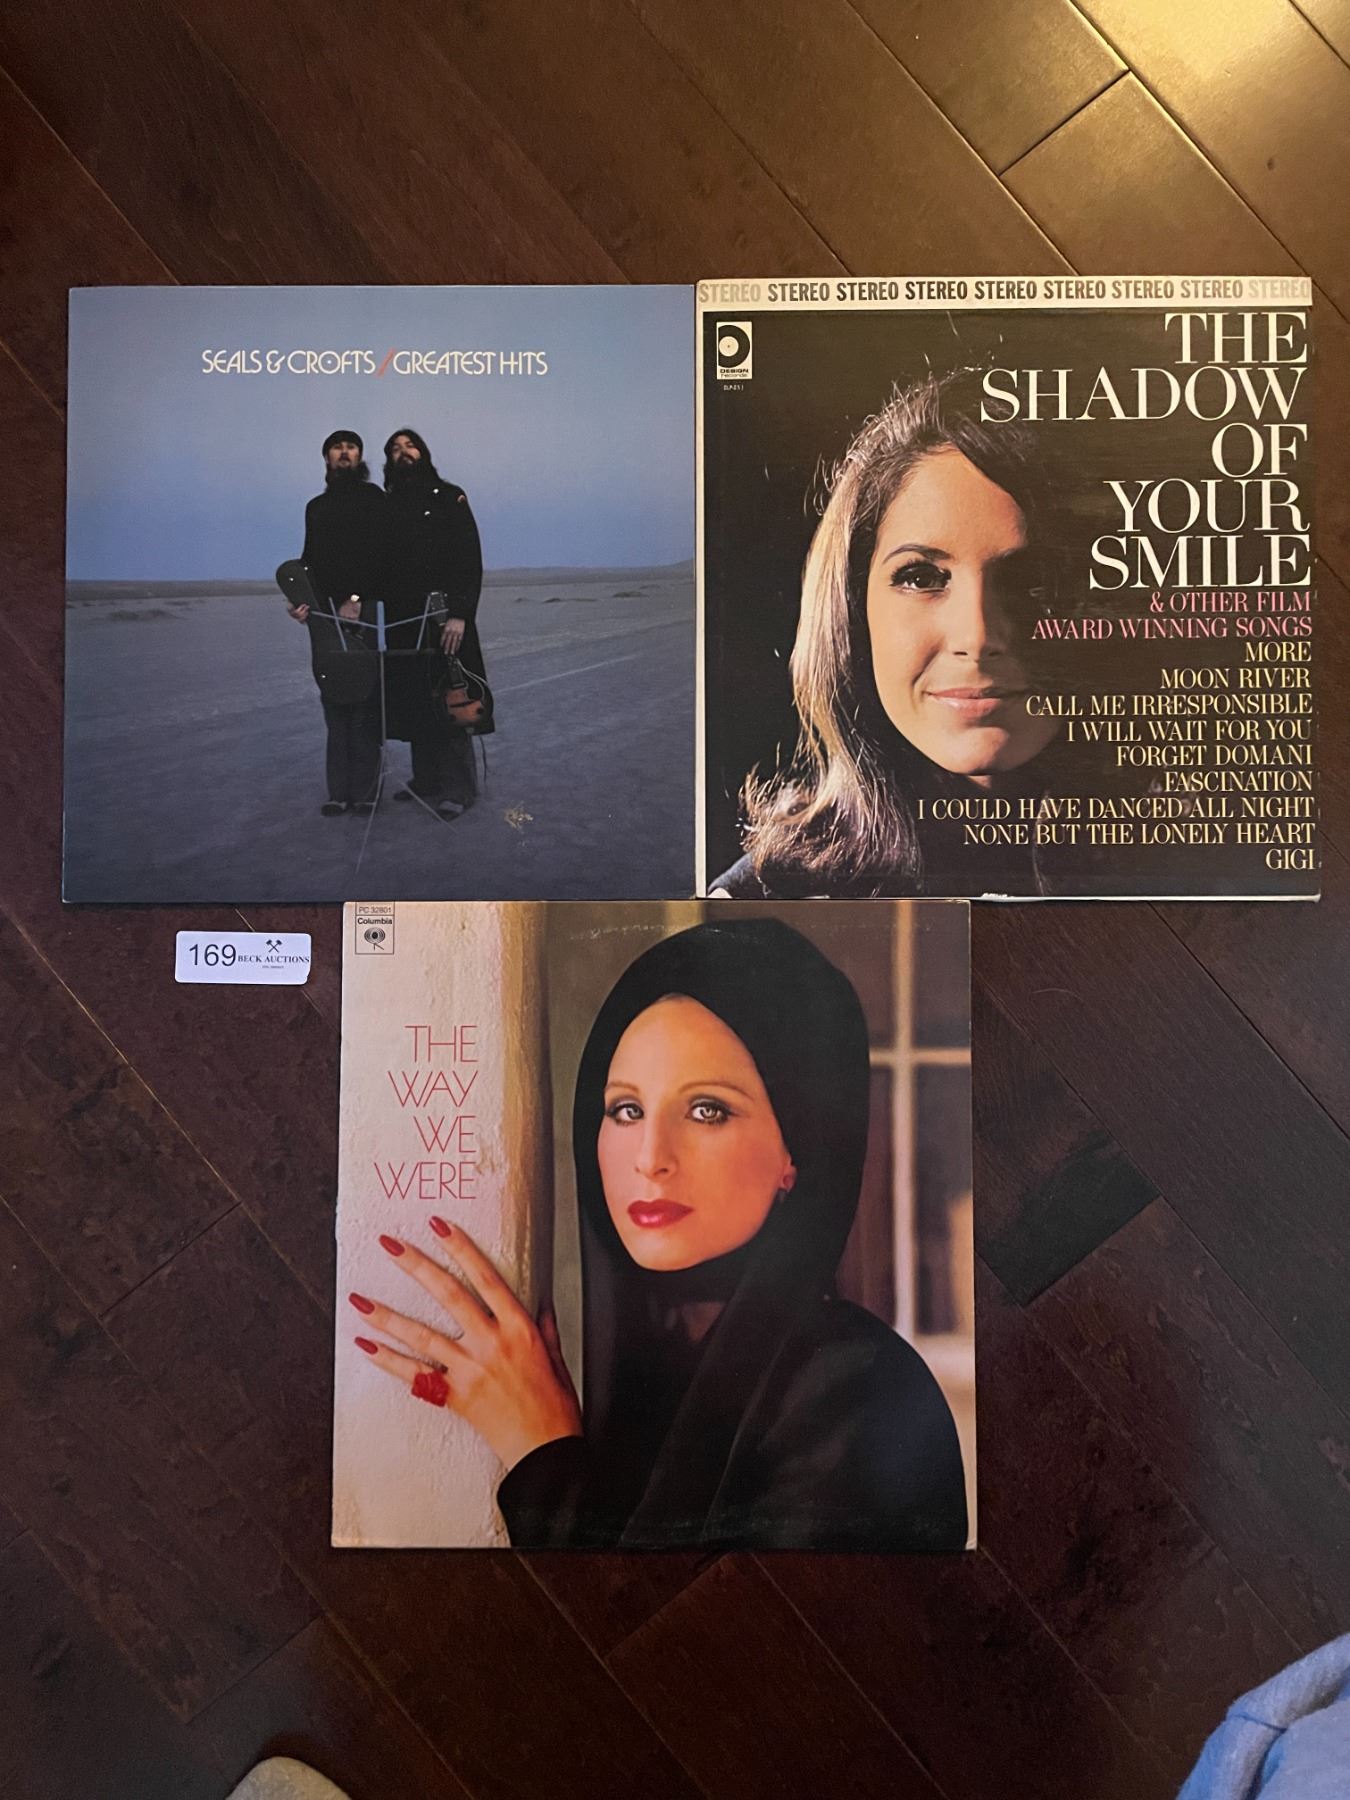 SEALS & CROFTS / GREATEST HITS
STEREO STEREO STEREO STEREO STEREO STEREO STEREO STEREO STEREO
DESIGN
THE
SHADOW
OF
YOUR
SMILE
& OTHER FILM
AWARD WINNING SONGS
MORE
MOON RIVER
CALL ME IRRESPONSIBLE
I WILL WAIT FOR YOU
FORGET DOMANI
FASCINATION
I COULD HAVE DANCED ALL NIGHT
NONE BUT THE LONELY HEART
GIGI
169 BECK AUCTIONS
PC 32801
Columbia
THE
WAY
WE
WERE